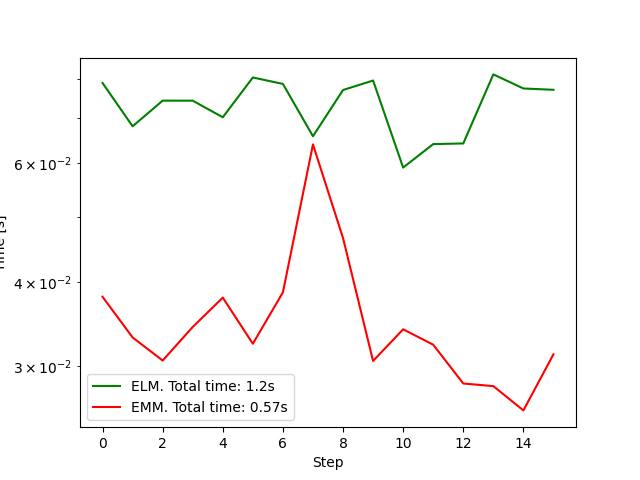 6 × 10⁻²
4 × 10⁻²
3 × 10⁻²
Time [s]
ELM. Total time: 1.2s
EMM. Total time: 0.57s
0 2 4 6 8 10 12 14
Step